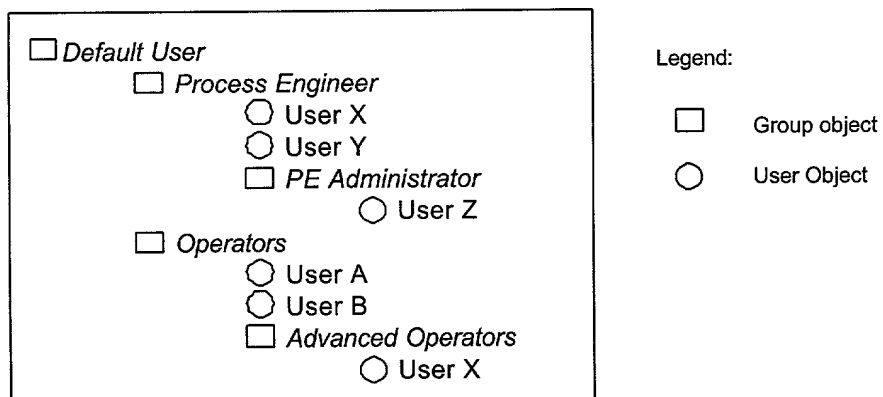 Default User
Process Engineer
User X
User Y
PE Administrator
User Z
Operators
User A
User B
Advanced Operators
User X
Legend:
Group object
User Object